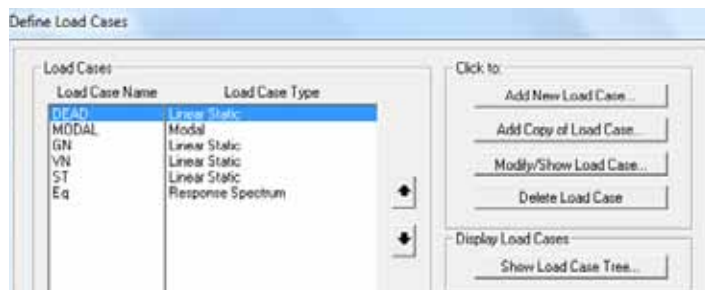 Define Load Cases
Load Cases
Click to:
Load Case Name Load Case Type
DEAD Linear Static
MODAL Modal
GN Linear Static
VN Linear Static
ST Linear Static
Eq Response Spectrum
Add New Load Case...
Add Copy of Load Case...
Modify/Show Load Case...
Delete Load Case
Display Load Cases
Show Load Case Tree...